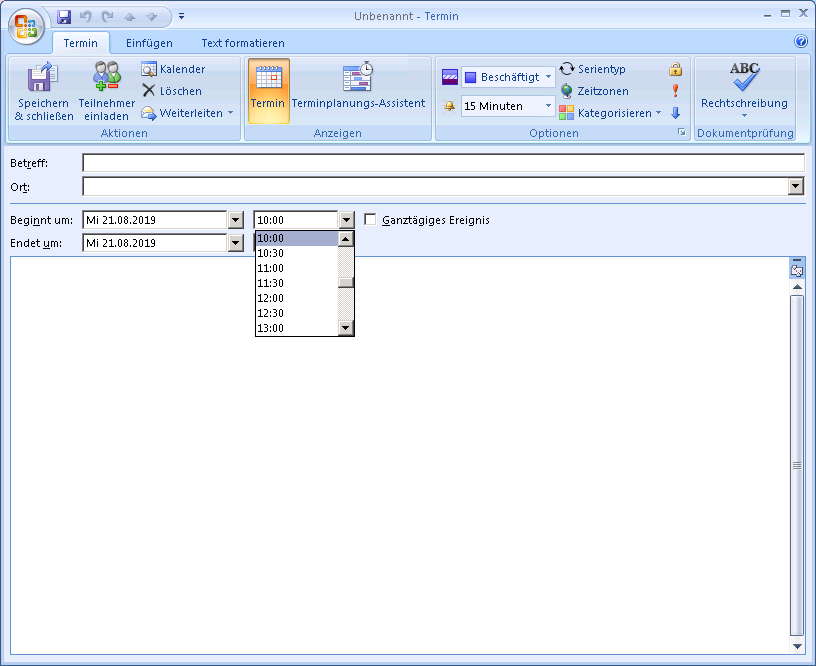 Unbenannt - Termin
Termin Einfügen Text formatieren
Speichern & schließen
Teilnehmer einladen
Kalender
Löschen
Weiterleiten
Aktionen
Termin
Terminplanungs-Assistent
Anzeigen
Beschäftigt
15 Minuten
Serientyp
Zeitzonen
Kategorisieren
Optionen
ABC
Rechtschreibung
Dokumentprüfung
Betreff:
Ort:
Beginnt um: Mi 21.08.2019 10:00 Ganztägiges Ereignis
Endet um: Mi 21.08.2019
10:00
10:30
11:00
11:30
12:00
12:30
13:00